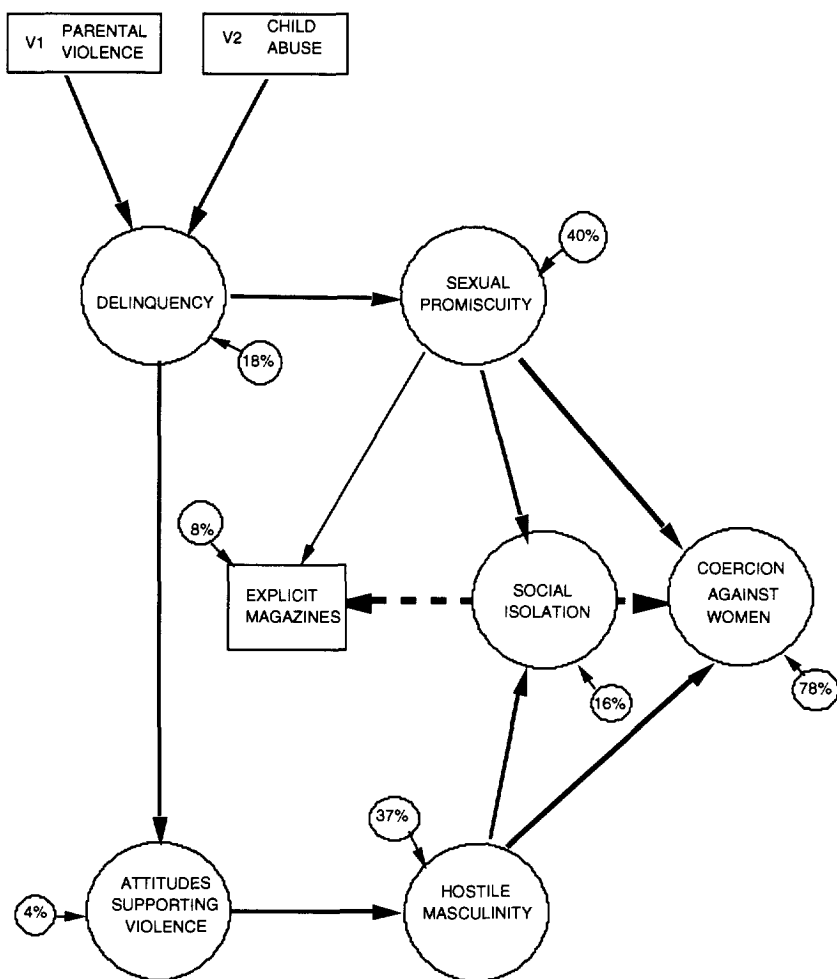 V1 PARENTAL
VIOLENCE
V2 CHILD
ABUSE
DELINQUENCY
18%
SEXUAL
PROMISCUITY
40%
8%
EXPLICIT
MAGAZINES
SOCIAL
ISOLATION
16%
COERCION
AGAINST
WOMEN
78%
4%
ATTITUDES
SUPPORTING
VIOLENCE
37%
HOSTILE
MASCULINITY